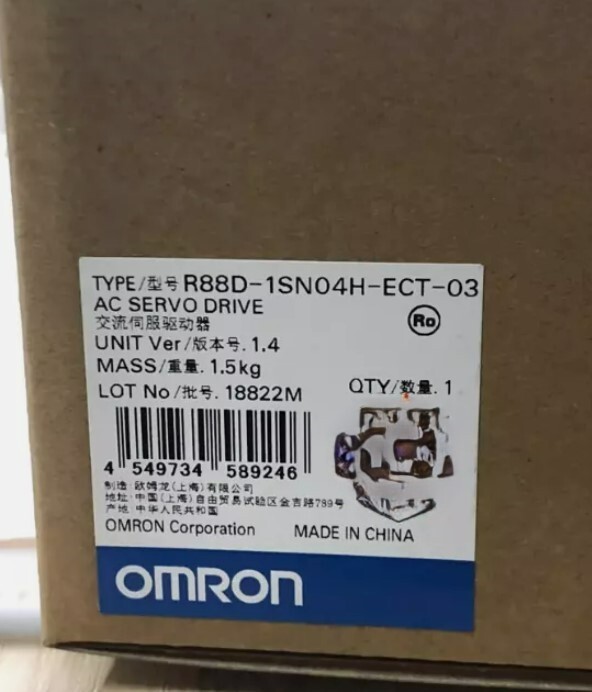 TYPE/型号 R88D-1SN04H-ECT-03
AC SERVO DRIVE
交流伺服驱动器
Ro
UNIT Ver/版本号. 1.4
MASS/重量. 1.5kg
LOT No/批号. 18822M
QTY/数量. 1
4 549734 589246
制造: 欧姆龙(上海)有限公司
地址: 中国(上海)自由贸易试验区金吉路789号
产地: 中华人民共和国
OMRON Corporation MADE IN CHINA
OMRON